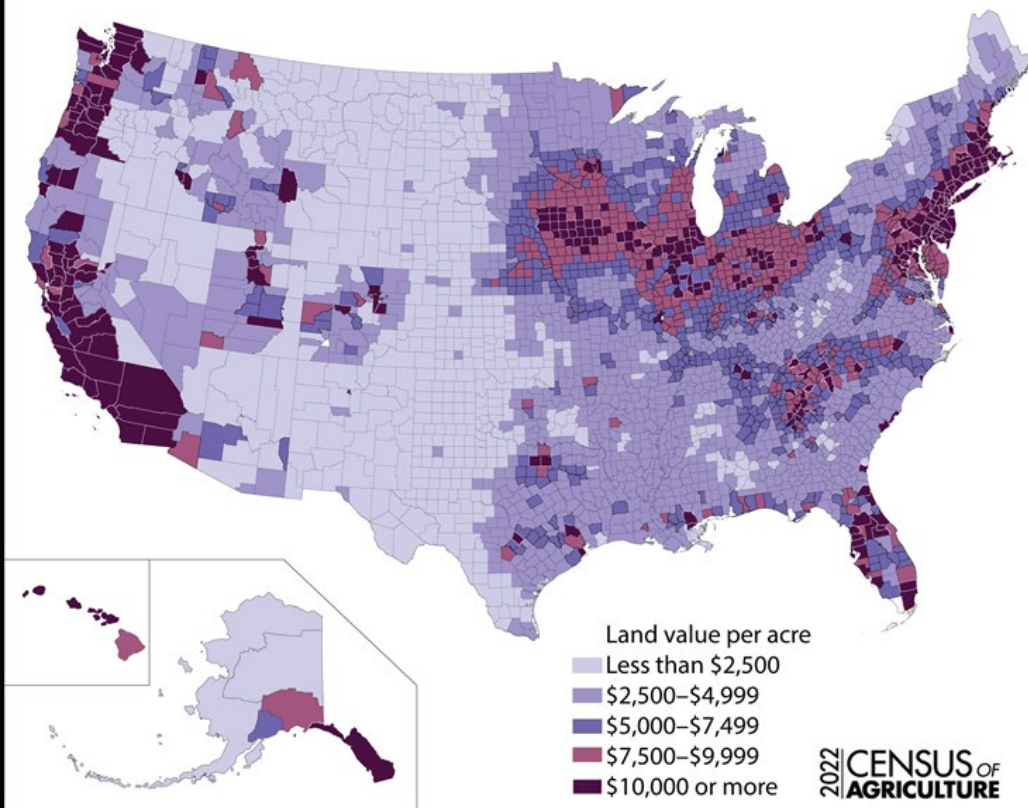 Land value per acre
Less than $2,500
$2,500–$4,999
$5,000–$7,499
$7,500–$9,999
$10,000 or more
2022 CENSUS OF
AGRICULTURE